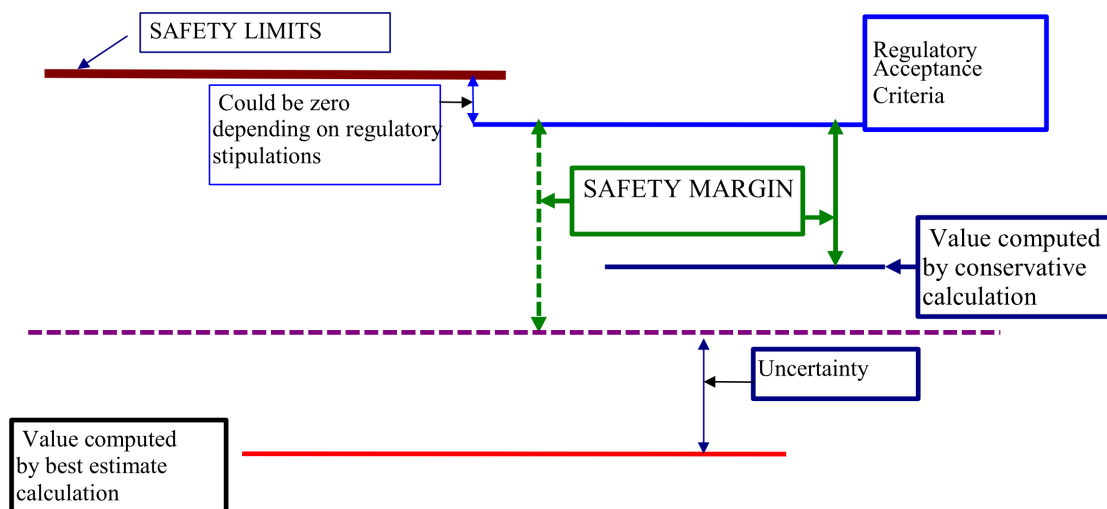 SAFETY LIMITS
Regulatory
Acceptance
Criteria
Could be zero
depending on regulatory
stipulations
SAFETY MARGIN
Value computed
by conservative
calculation
Uncertainty
Value computed
by best estimate
calculation